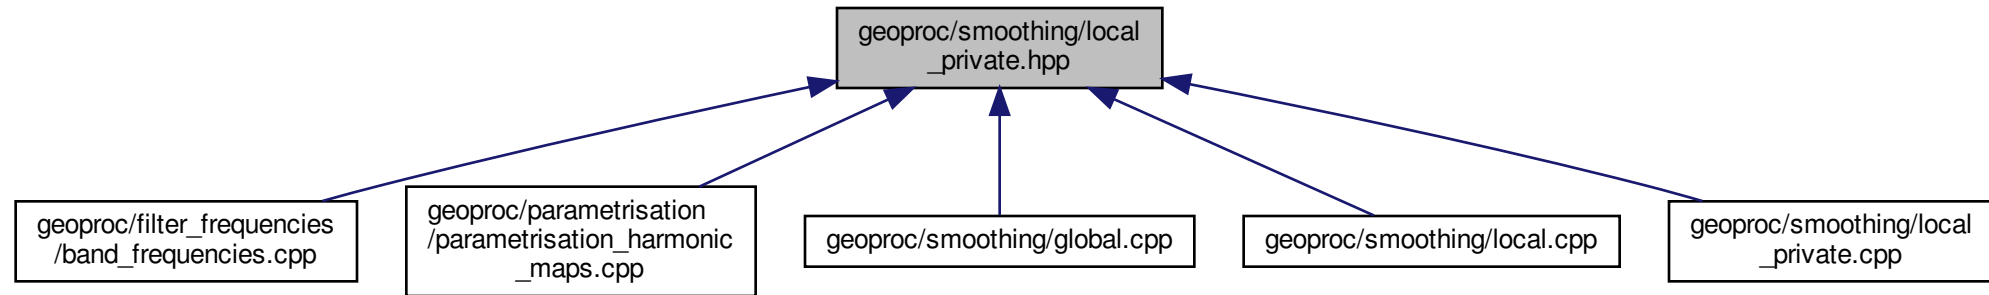 geoproc/smoothing/local
_private.hpp
geoproc/filter_frequencies
/band_frequencies.cpp
geoproc/parametrisation
/parametrisation_harmonic
_maps.cpp
geoproc/smoothing/global.cpp
geoproc/smoothing/local.cpp
geoproc/smoothing/local
_private.cpp